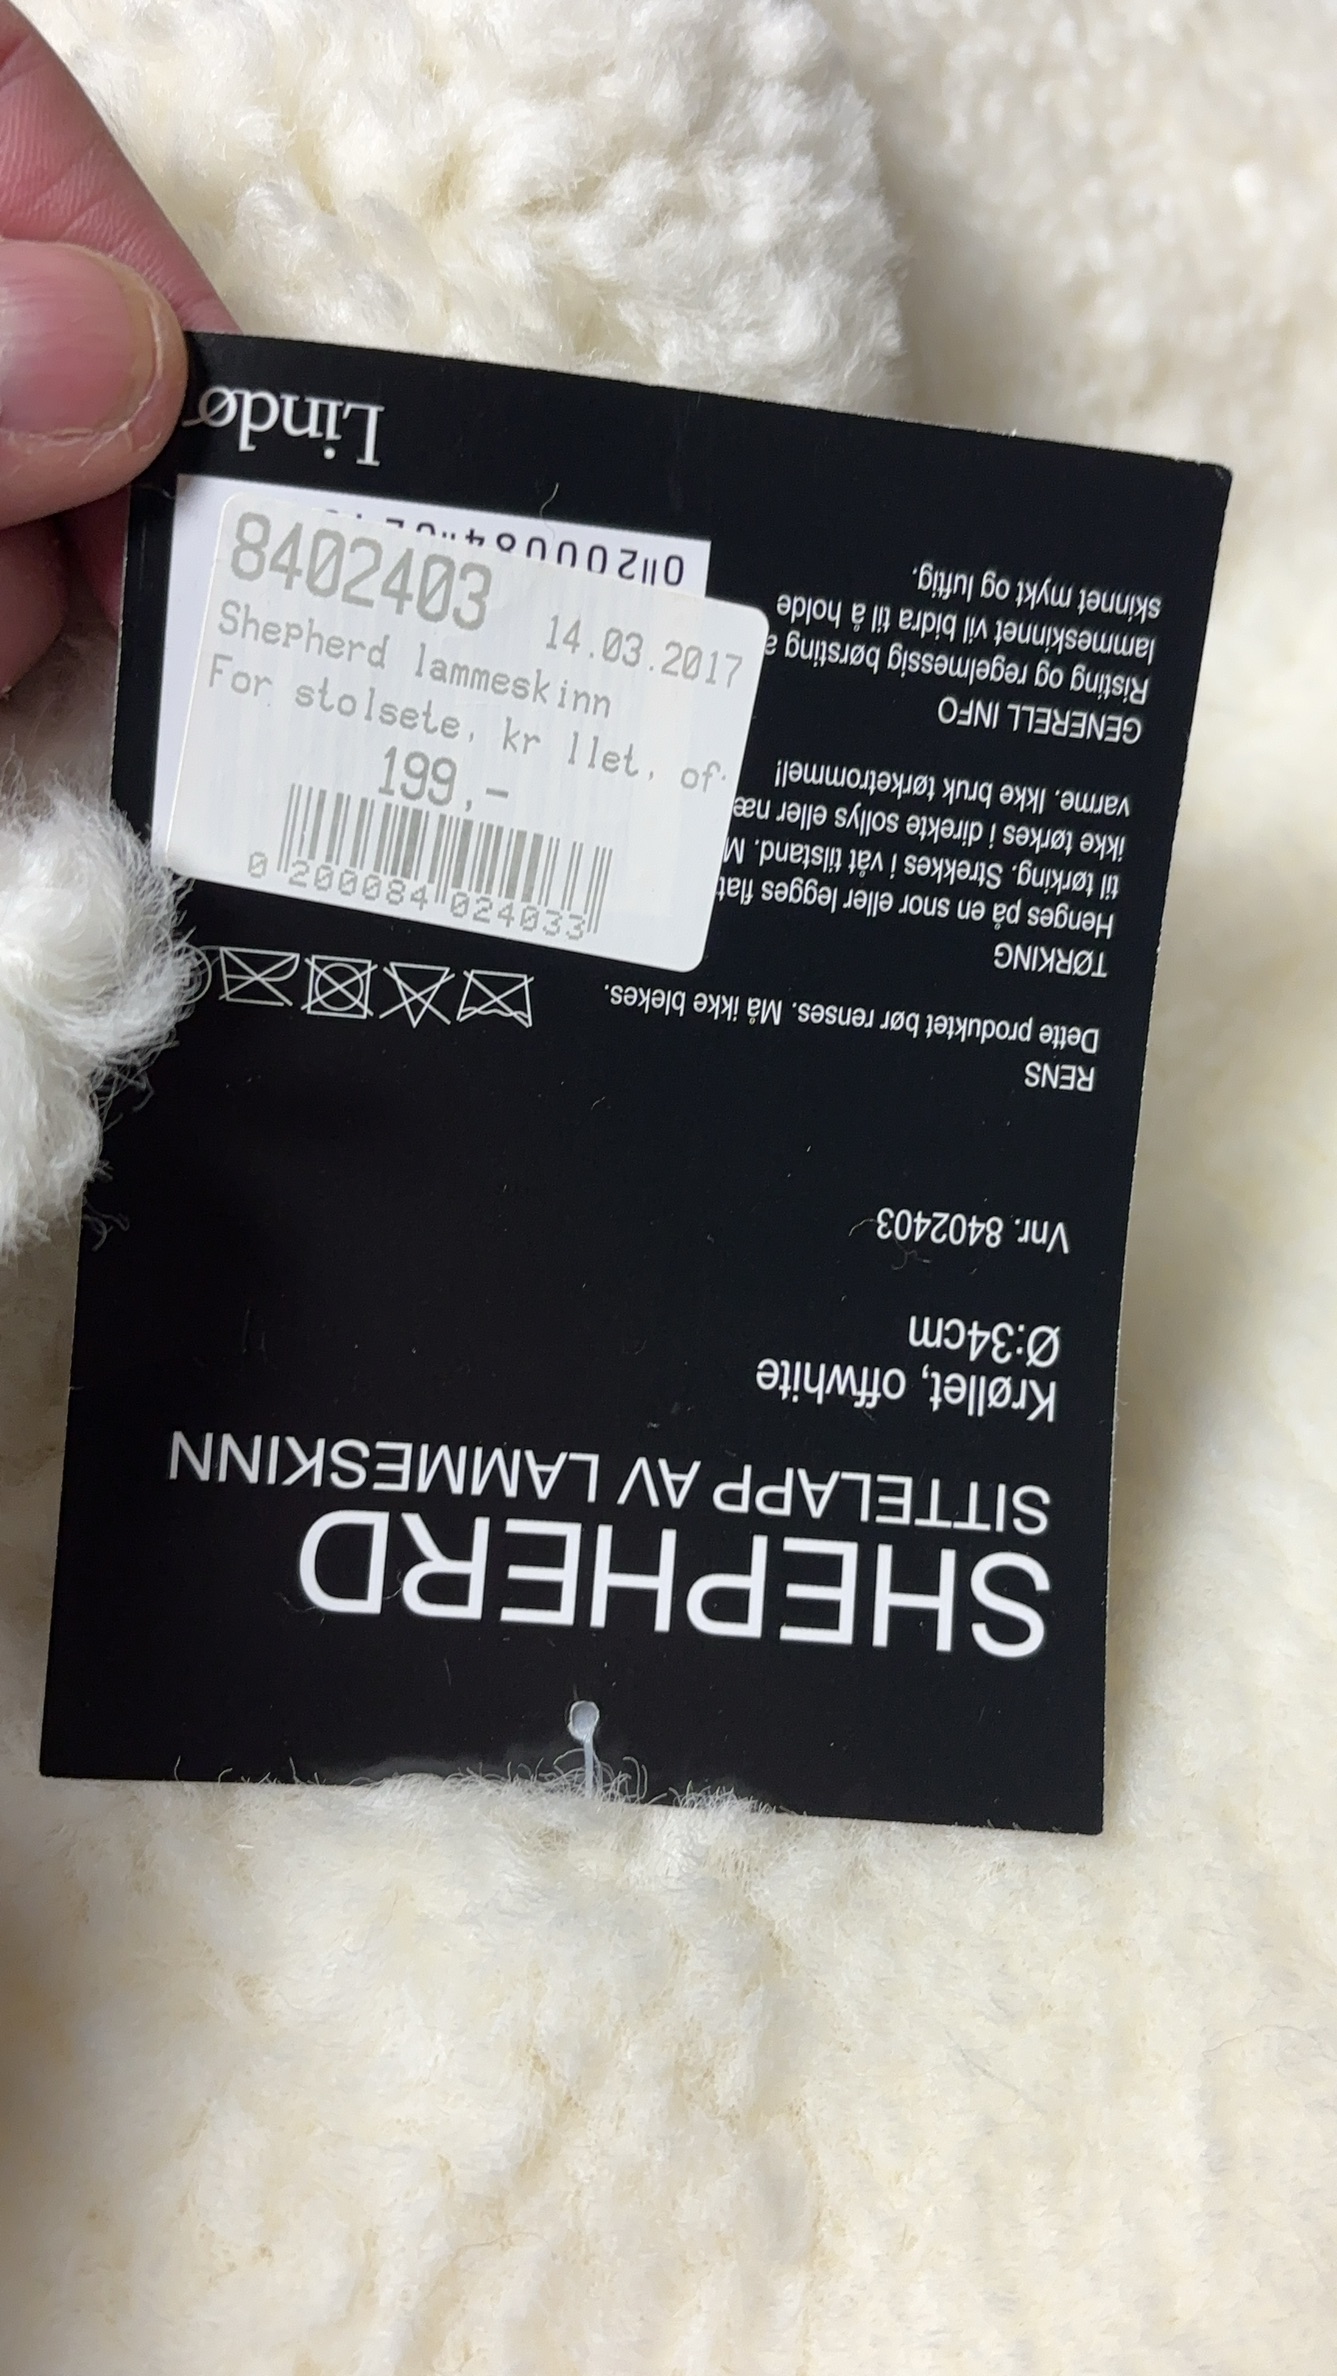 SHEPHERD
SITTELAPP AV LAMMESKINN
Krøllet, offwhite
Ø:34cm
Vnr. 8402403
RENS
Dette produktet bør renses. Må ikke blekes.
TØRKING
Henges på en snor eller legges flat
til tørking. Strekkes i våt tilstand.
ikke tørkes i direkte sollys eller
varme. Ikke bruk tørketrommel!
GENERELL INFO
Risting og regelmessig børsting
lammeskinnet vil bidra til å holde
skinnet mykt og luftig.
8402403
14.03.2017
Shepherd lammeskinn
For stolsete, kr llet, of
199,-
0 200084 024033
Lindø